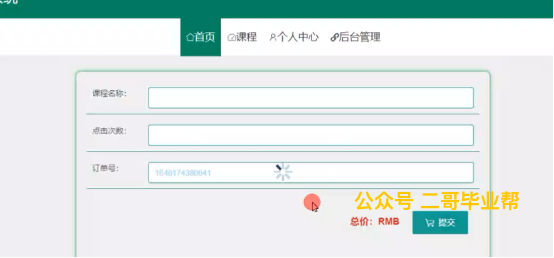 首页 课程 个人中心 后台管理
课程名称：
点击次数：
订单号： 1648174380641
公众号 二哥毕业帮
总价：RMB 提交